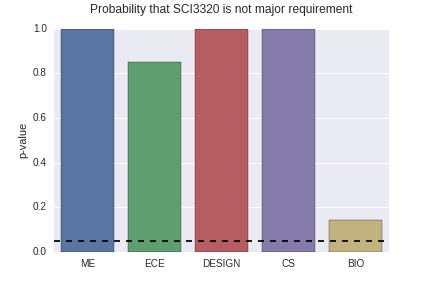 Probability that SCI3320 is not major requirement
1.0
0.8
0.6
0.4
0.2
0.0
p-value
ME ECE DESIGN CS BIO